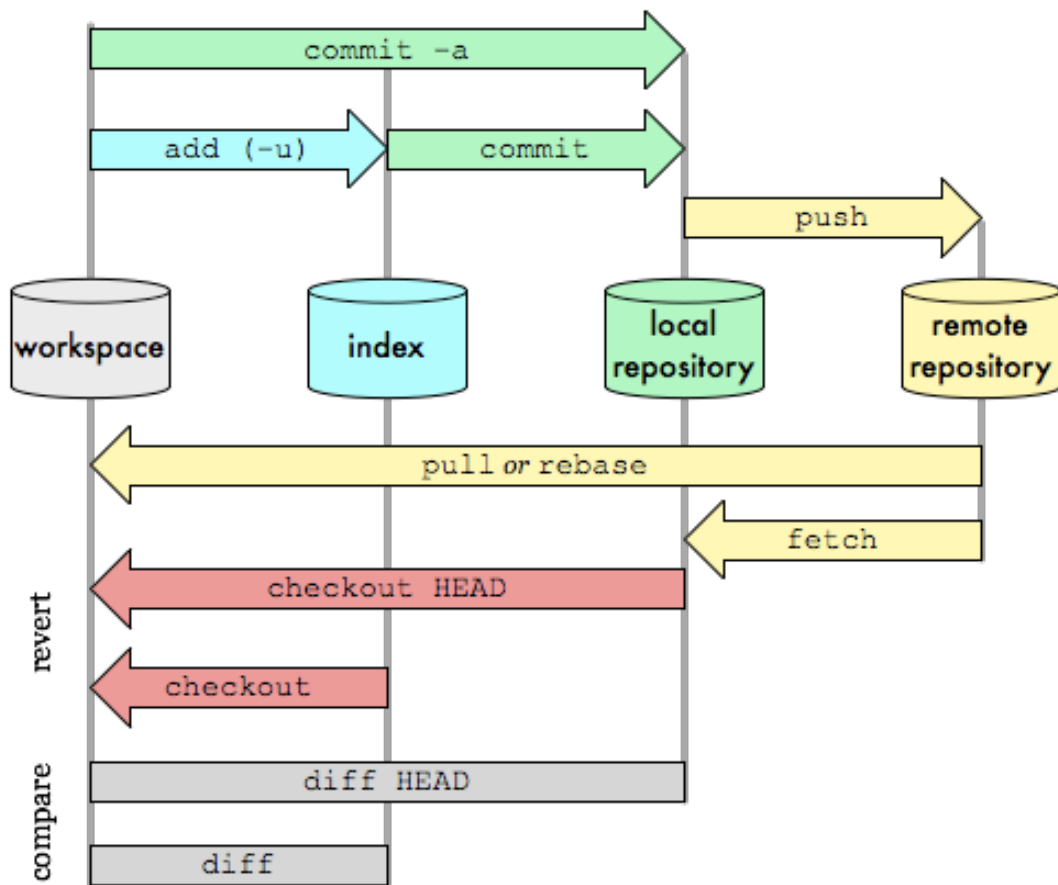 commit -a
add (-u)
commit
push
workspace
index
local
repository
remote
repository
pull or rebase
fetch
revert
checkout HEAD
checkout
compare
diff HEAD
diff